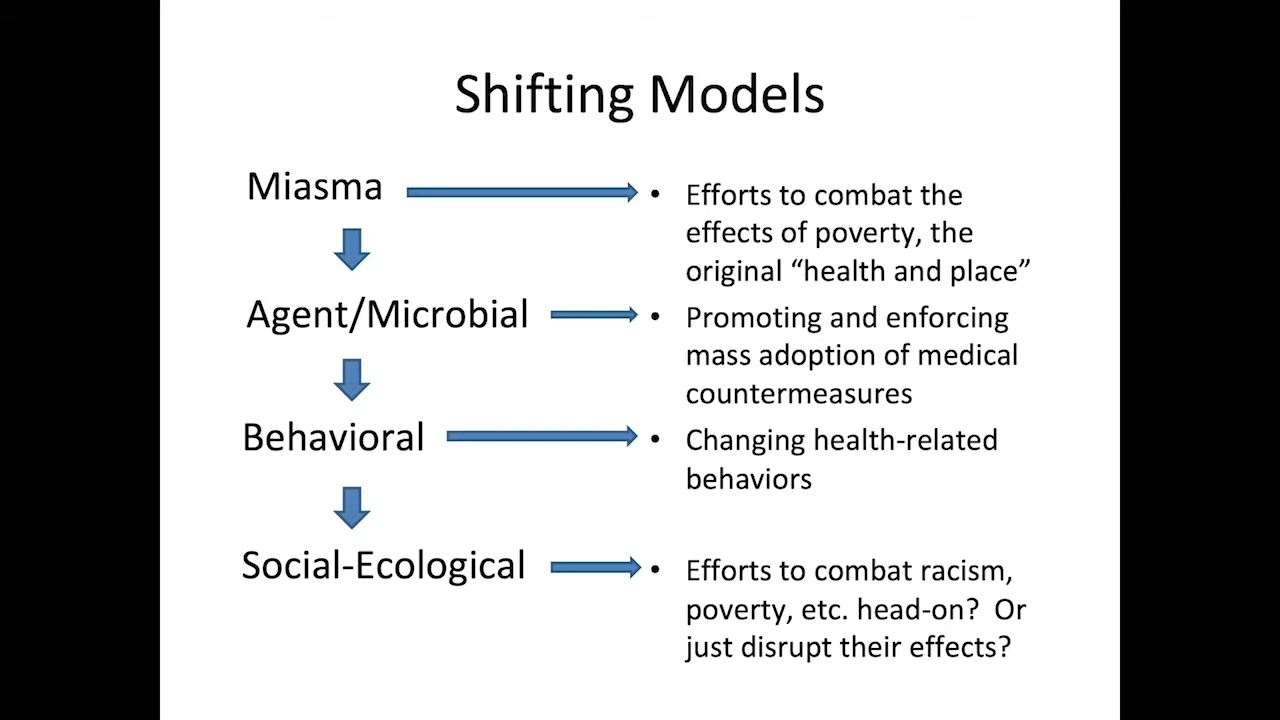 Shifting Models
Miasma
• Efforts to combat the
effects of poverty, the
original “health and place”
Agent/Microbial
• Promoting and enforcing
mass adoption of medical
countermeasures
Behavioral
• Changing health-related
behaviors
Social-Ecological
• Efforts to combat racism,
poverty, etc. head-on?  Or
just disrupt their effects?